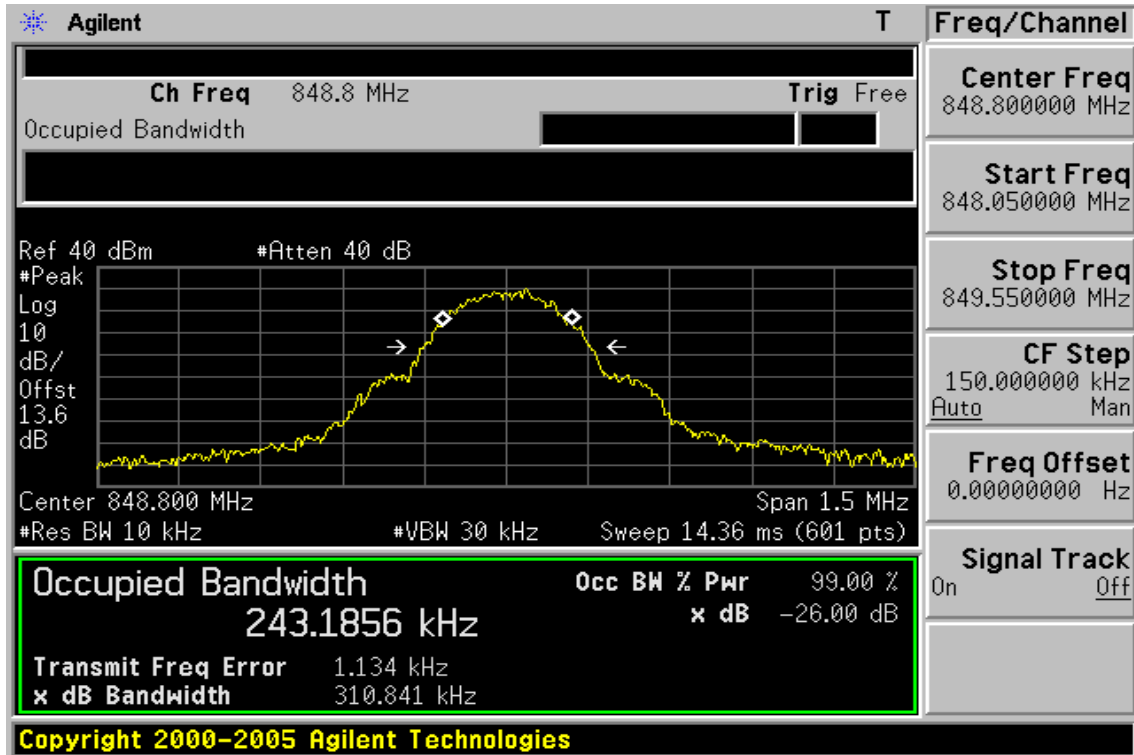 Agilent T Freq/Channel
Ch Freq 848.8 MHz Trig Free
Occupied Bandwidth
Center Freq
848.800000 MHz
Start Freq
848.050000 MHz
Stop Freq
849.550000 MHz
CF Step
150.000000 kHz
Auto Man
Freq Offset
0.00000000 Hz
Signal Track
On Off
Ref 40 dBm #Atten 40 dB
#Peak
Log
10
dB/
Offst
13.6
dB
Center 848.800 MHz Span 1.5 MHz
#Res BW 10 kHz #VBW 30 kHz Sweep 14.36 ms (601 pts)
Occupied Bandwidth Occ BW % Pwr 99.00 %
243.1856 kHz x dB -26.00 dB
Transmit Freq Error 1.134 kHz
x dB Bandwidth 310.841 kHz
Copyright 2000-2005 Agilent Technologies